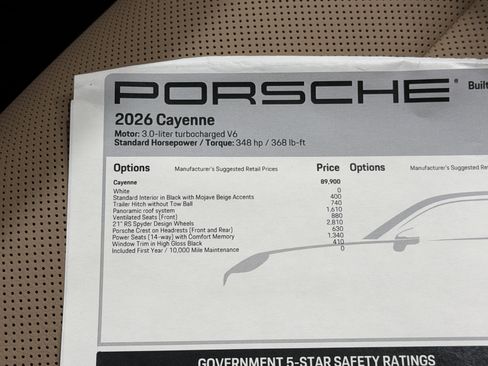 PORSCHE
Built
2026 Cayenne
Motor: 3.0-liter turbocharged V6
Standard Horsepower / Torque: 348 hp / 368 lb-ft
Options Manufacturer's Suggested Retail Prices Price Options Manufacturer's Suggested Retail
Cayenne 89,900
White 0
Standard Interior in Black with Mojave Beige Accents 400
Trailer Hitch without Tow Ball 740
Panoramic roof system 1,610
Ventilated Seats (Front) 880
21" RS Spyder Design Wheels 2,810
Porsche Crest on Headrests (Front and Rear) 630
Power Seats (14-way) with Comfort Memory 1,340
Window Trim in High Gloss Black 410
Included First Year / 10,000 Mile Maintenance 0
GOVERNMENT 5-STAR SAFETY RATINGS